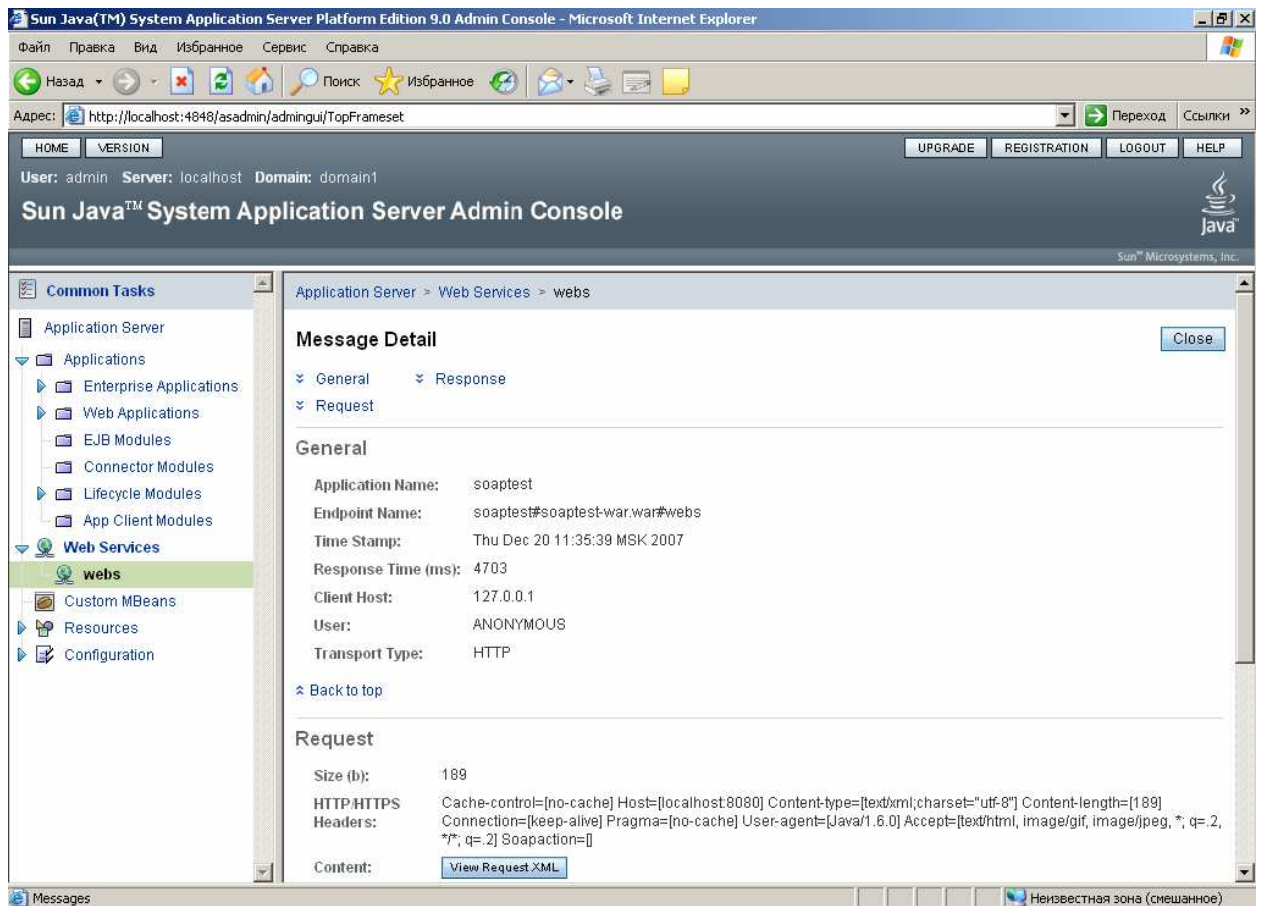 Sun Java(TM) System Application Server Platform Edition 9.0 Admin Console - Microsoft Internet Explorer
Файл Правка Вид Избранное Сервис Справка
Назад Поиск Избранное
Адрес: http://localhost:4848/asadmin/admingui/TopFrameset Переход Ссылки »
HOME VERSION UPGRADE REGISTRATION LOGOUT HELP
User: admin Server: localhost Domain: domain1
Sun Java™ System Application Server Admin Console
Java™
Sun™ Microsystems, Inc.
Common Tasks
Application Server
Applications
Enterprise Applications
Web Applications
EJB Modules
Connector Modules
Lifecycle Modules
App Client Modules
Web Services
webs
Custom MBeans
Resources
Configuration
Application Server > Web Services > webs
Message Detail Close
General Response
Request
General
Application Name: soaptest
Endpoint Name: soaptest#soaptest-war.war#webs
Time Stamp: Thu Dec 20 11:35:39 MSK 2007
Response Time (ms): 4703
Client Host: 127.0.0.1
User: ANONYMOUS
Transport Type: HTTP
Back to top
Request
Size (b): 189
HTTP/HTTPS Headers: Cache-control=[no-cache] Host=[localhost:8080] Content-type=[text/xml;charset="utf-8"] Content-length=[189]
Connection=[keep-alive] Pragma=[no-cache] User-agent=[Java/1.6.0] Accept=[text/html, image/gif, image/jpeg, *; q=.2,
*/*; q=.2] Soapaction=[]
Content: View Request XML
Messages Неизвестная зона (смешанное)